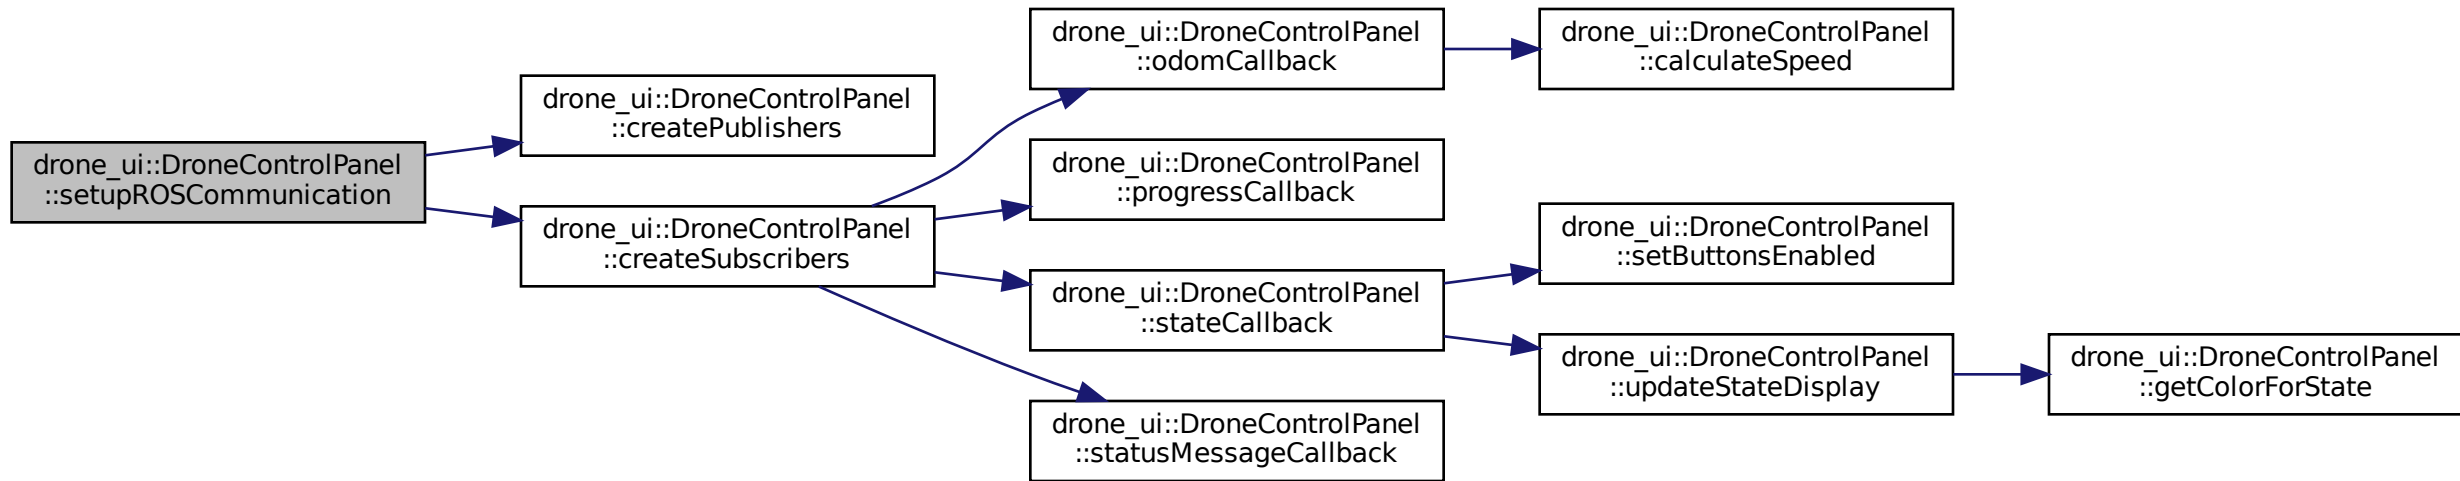 drone_ui::DroneControlPanel
::setupROSCommunication
drone_ui::DroneControlPanel
::createPublishers
drone_ui::DroneControlPanel
::createSubscribers
drone_ui::DroneControlPanel
::odomCallback
drone_ui::DroneControlPanel
::calculateSpeed
drone_ui::DroneControlPanel
::progressCallback
drone_ui::DroneControlPanel
::stateCallback
drone_ui::DroneControlPanel
::setButtonsEnabled
drone_ui::DroneControlPanel
::updateStateDisplay
drone_ui::DroneControlPanel
::getColorForState
drone_ui::DroneControlPanel
::statusMessageCallback